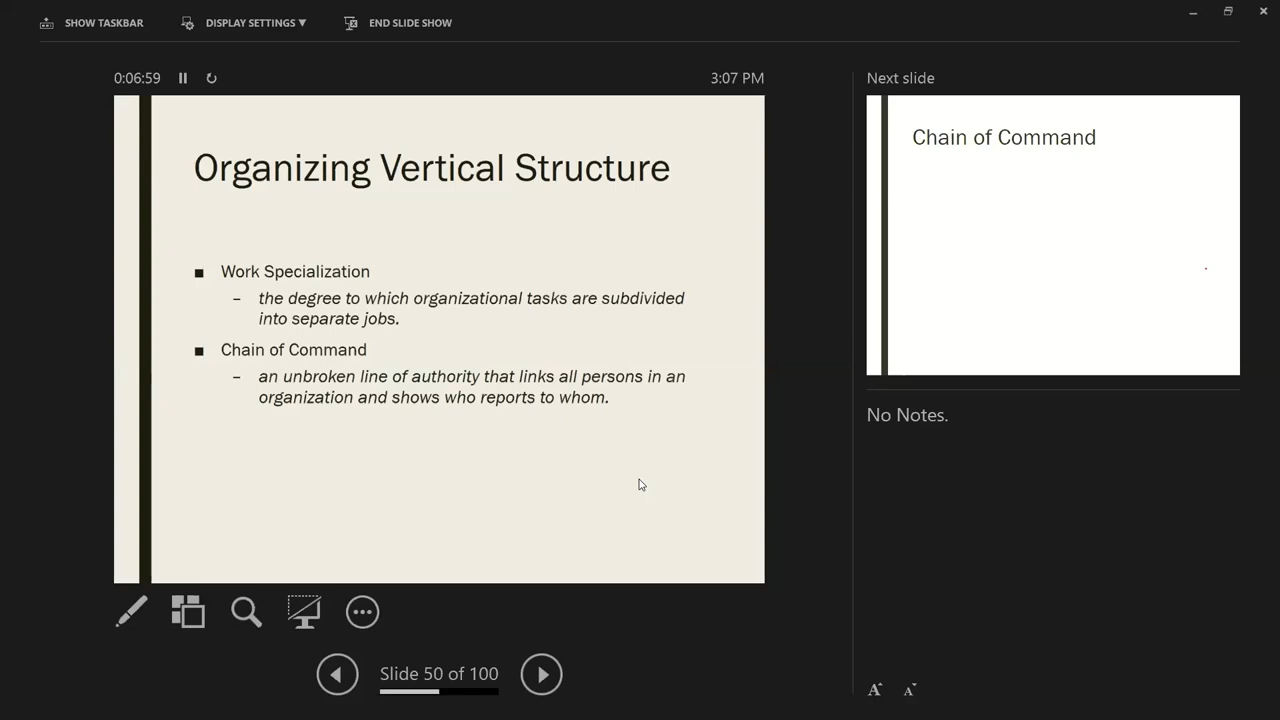 SHOW TASKBAR
DISPLAY SETTINGS ▼
END SLIDE SHOW
0:06:59
3:07 PM
Organizing Vertical Structure
■ Work Specialization
– the degree to which organizational tasks are subdivided
into separate jobs.
■ Chain of Command
– an unbroken line of authority that links all persons in an
organization and shows who reports to whom.
Slide 50 of 100
Next slide
Chain of Command
No Notes.
A A